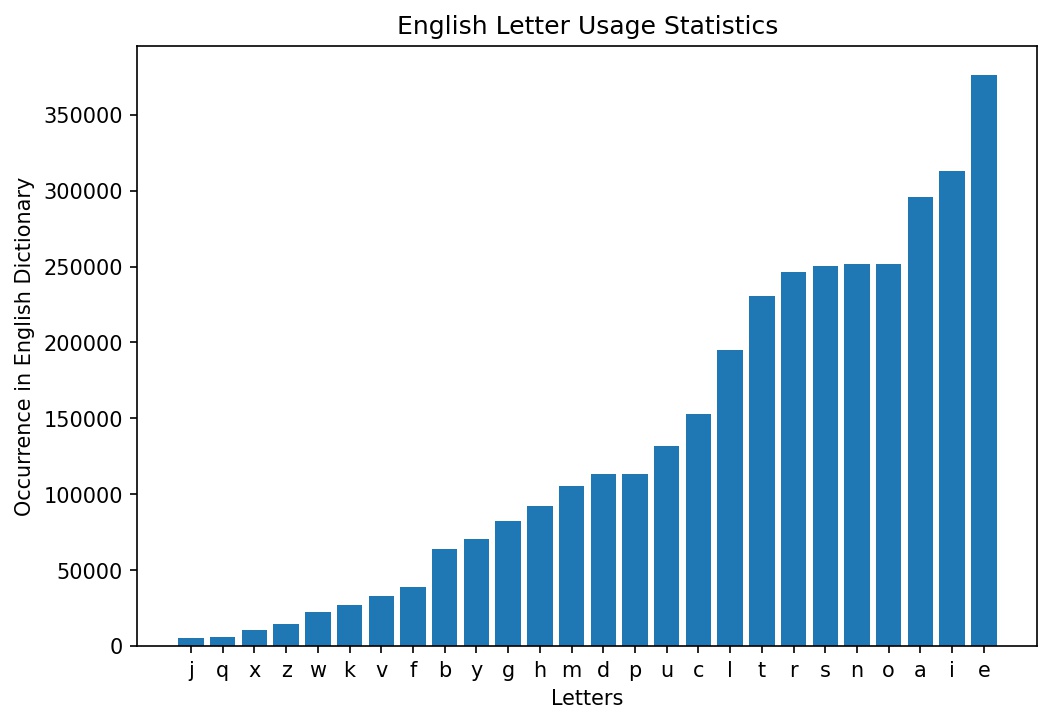 English Letter Usage Statistics
Occurrence in English Dictionary
350000
300000
250000
200000
150000
100000
50000
0
j q x z w k v f b y g h m d p u c l t r s n o a i e
Letters